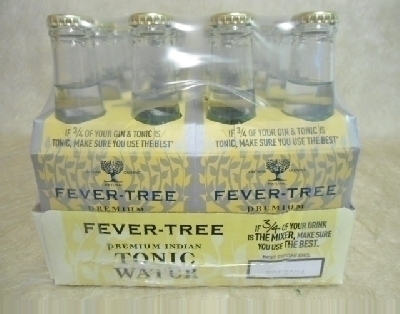 IF 3/4 OF YOUR GIN & TONIC IS
TONIC, MAKE SURE YOU USE THE BEST"
FEVER-TREE
PREMIUM
IF 3/4 OF YOUR GIN & TONIC IS
TONIC, MAKE SURE YOU USE THE BEST"
FEVER-TREE
PREMIUM
FEVER-TREE
PREMIUM INDIAN
TONIC
WATER
IF 3/4 OF YOUR DRINK
IS THE MIXER, MAKE SURE
YOU USE THE BEST.